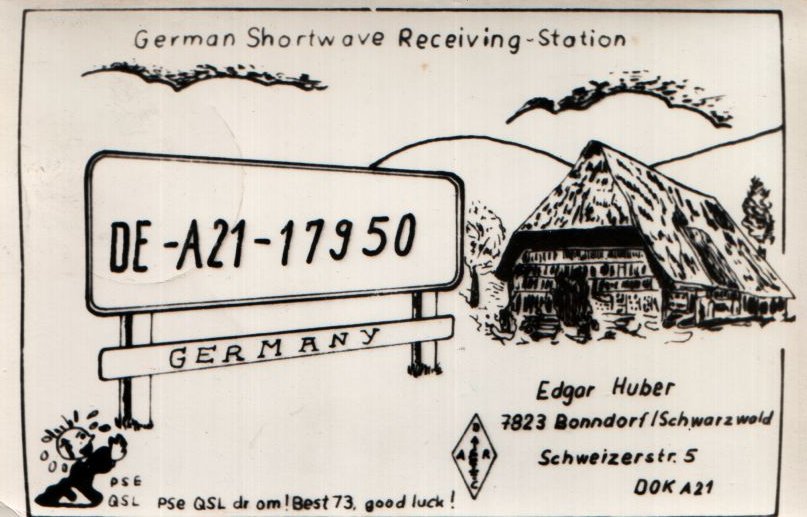 German Shortwave Receiving-Station
DE-A21-17950
GERMANY
Edgar Huber
7823 Bonndorf/Schwarzwald
Schweizerstr. 5
DOK A21
D
A R
C
PSE
QSL
PSe QSL dr om! Best 73, good luck!